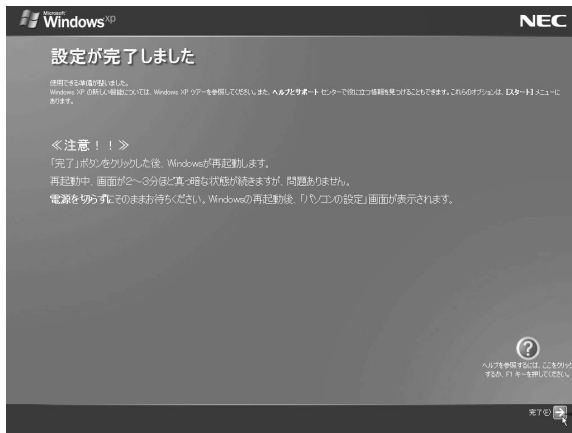 Microsoft
Windows xp
NEC
設定が完了しました
使用できる準備が整いました。
Windows XP の新しい機能については、Windows XP ツアーを参照してください。また、ヘルプとサポート センターで役に立つ情報を見つけることもできます。これらのオプションは、[スタート] メニューに
あります。
≪注意！！≫
「完了」ボタンをクリックした後、Windowsが再起動します。
再起動中、画面が2～3分ほど真っ暗な状態が続きますが、問題ありません。
電源を切らずにそのままお待ちください。Windowsの再起動後、「パソコンの設定」画面が表示されます。
?
ヘルプを参照するには、ここをクリック
するか、F1 キーを押してください。
完了(F)